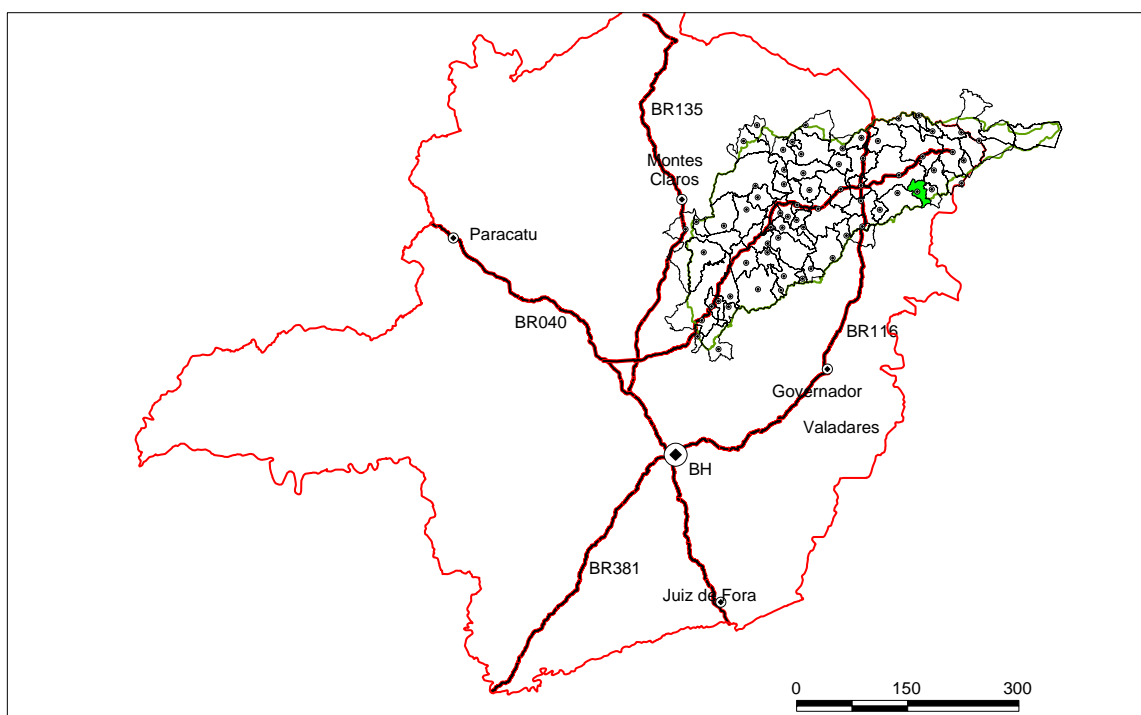 BR135
Montes
Claros
Paracatu
BR040
BR116
Governador
Valadares
BH
BR381
Juiz de Fora
0 150 300